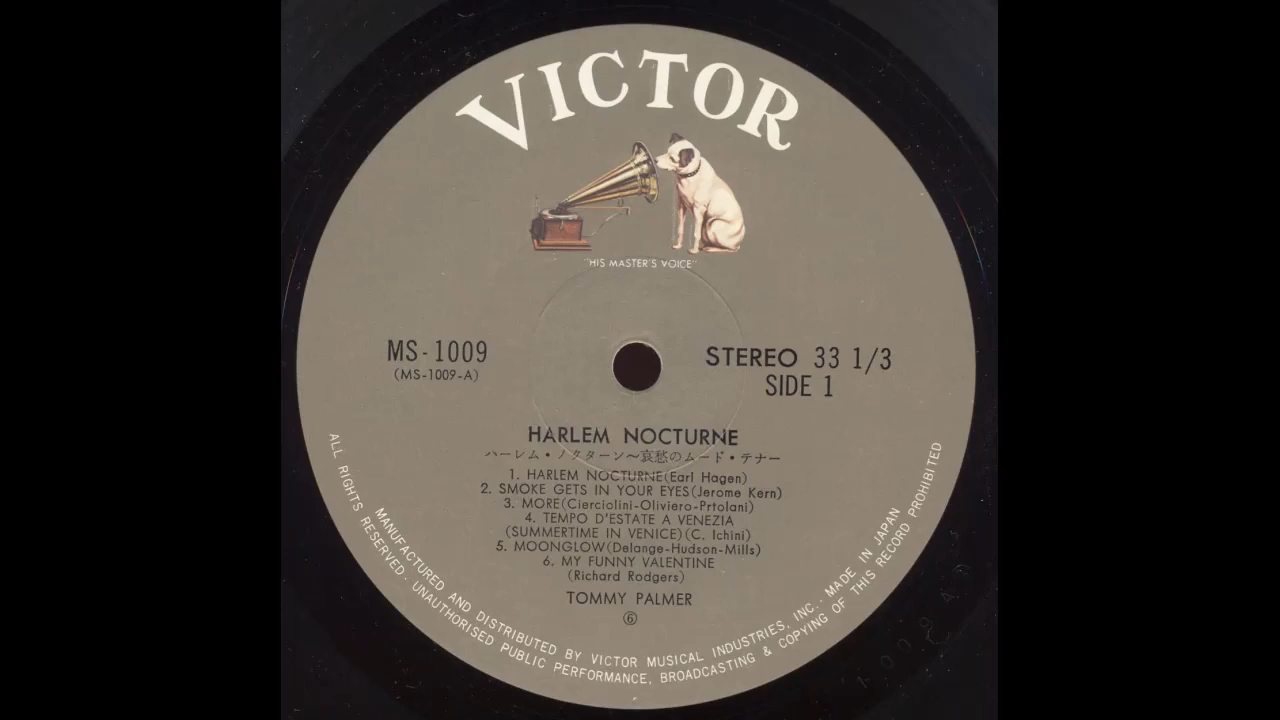 VICTOR
"HIS MASTER'S VOICE"
MS-1009
(MS-1009-A)
STEREO 33 1/3
SIDE 1
HARLEM NOCTURNE
ハーレム・ノクターン〜哀愁のムード・テナー
1. HARLEM NOCTURNE(Earl Hagen)
2. SMOKE GETS IN YOUR EYES(Jerome Kern)
3. MORE(Cierciolini-Oliviero-Prtolani)
4. TEMPO D'ESTATE A VENEZIA
(SUMMERTIME IN VENICE)(C. Ichini)
5. MOONGLOW(Delange-Hudson-Mills)
6. MY FUNNY VALENTINE
(Richard Rodgers)
TOMMY PALMER
⑥
MANUFACTURED AND DISTRIBUTED BY VICTOR MUSICAL INDUSTRIES, INC.· MADE IN JAPAN
ALL RIGHTS RESERVED· UNAUTHORISED PUBLIC PERFORMANCE, BROADCASTING & COPYING OF THIS RECORD PROHIBITED